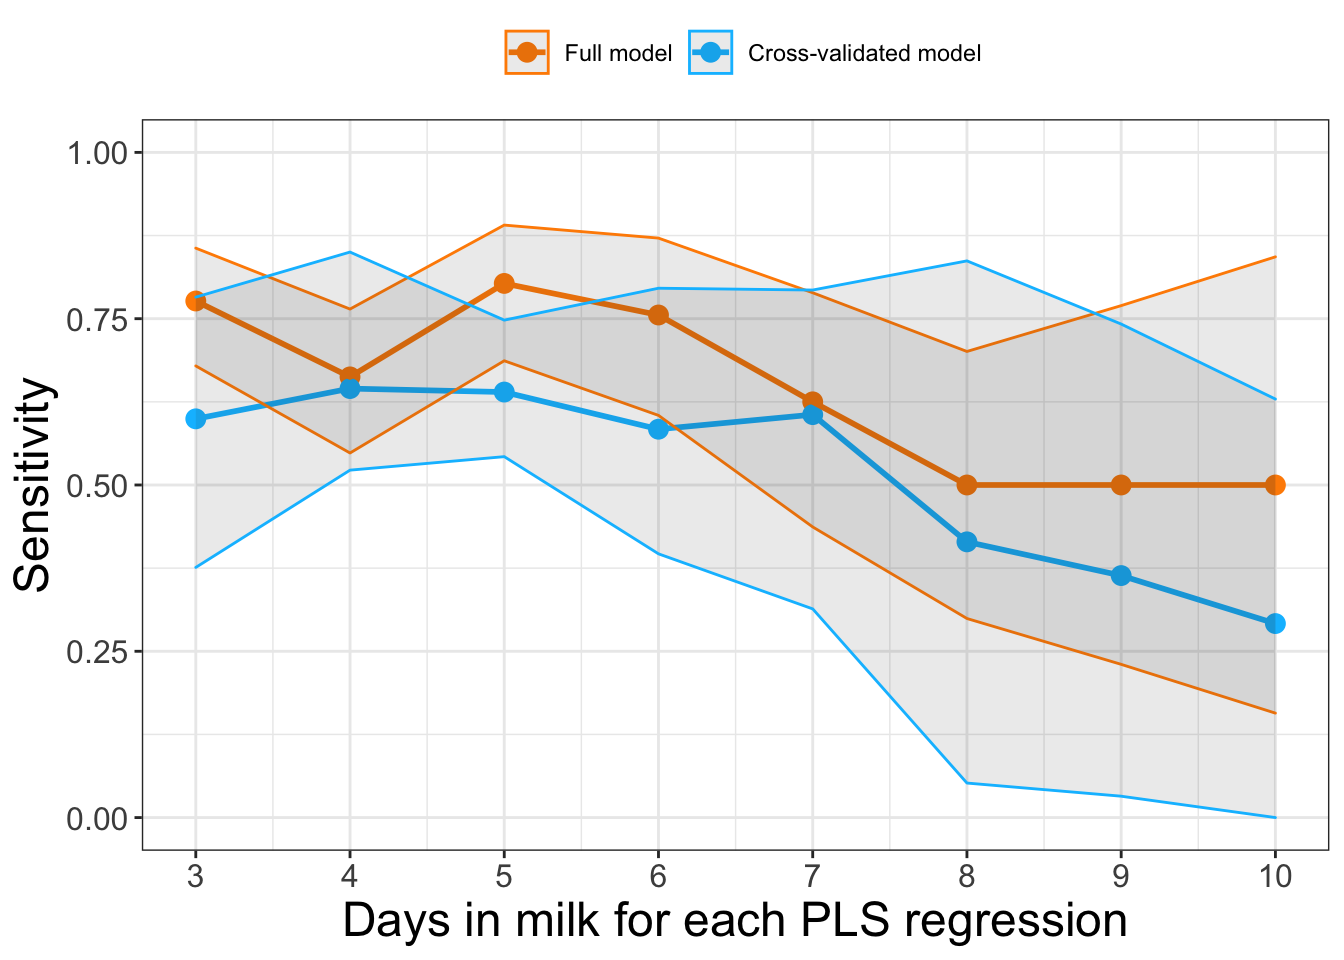 Full model Cross-validated model
1.00
0.75
0.50
0.25
0.00
Sensitivity
3 4 5 6 7 8 9 10
Days in milk for each PLS regression